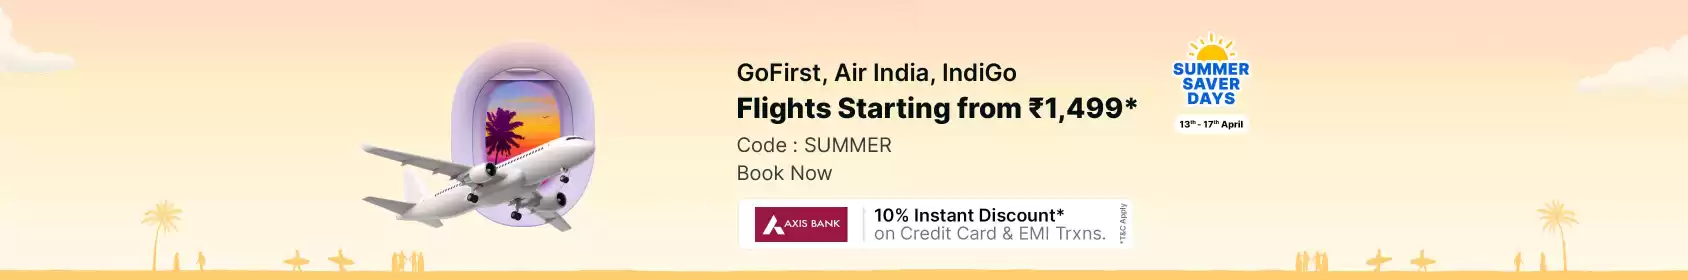 GoFirst, Air India, IndiGo
Flights Starting from ₹1,499*
Code : SUMMER
Book Now
AXIS BANK
10% Instant Discount*
on Credit Card & EMI Trxns.
*T&C Apply
SUMMER
SAVER
DAYS
13th - 17th April